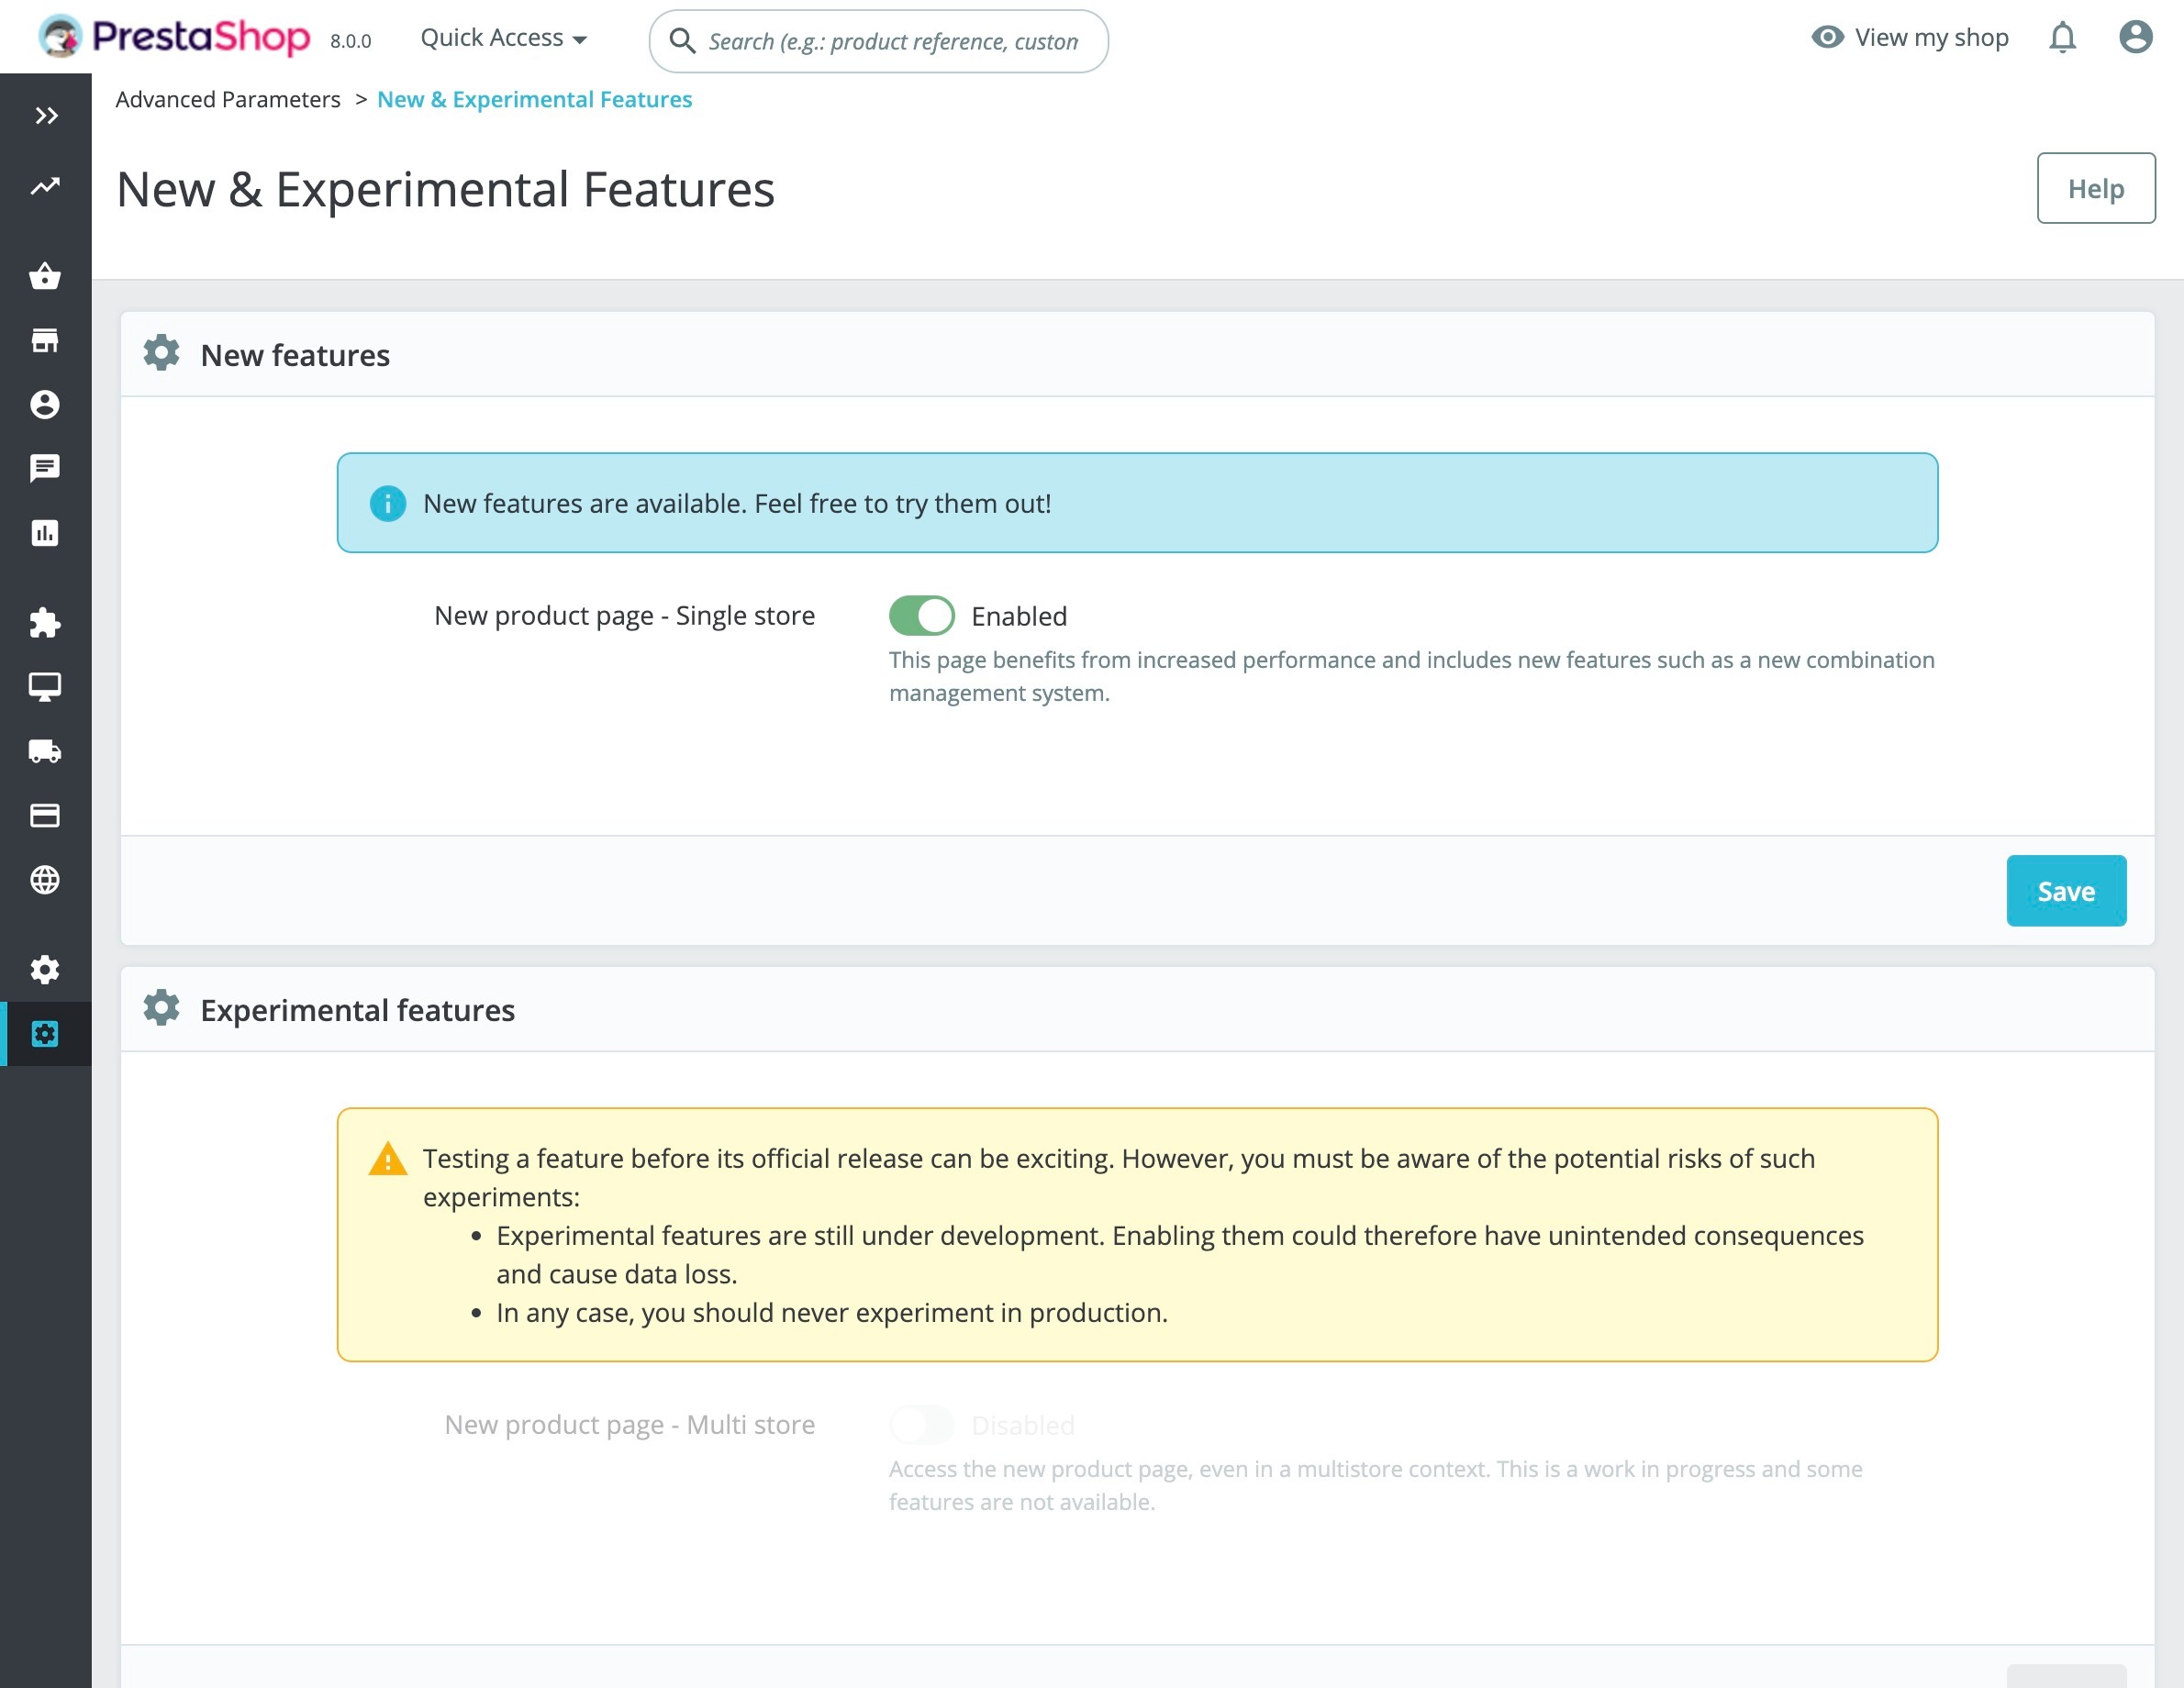 PrestaShop 8.0.0 Quick Access Search (e.g.: product reference, custon View my shop
Advanced Parameters > New & Experimental Features
New & Experimental Features
Help
New features
New features are available. Feel free to try them out!
New product page - Single store Enabled
This page benefits from increased performance and includes new features such as a new combination
management system.
Save
Experimental features
Testing a feature before its official release can be exciting. However, you must be aware of the potential risks of such
experiments:
• Experimental features are still under development. Enabling them could therefore have unintended consequences
and cause data loss.
• In any case, you should never experiment in production.
New product page - Multi store Disabled
Access the new product page, even in a multistore context. This is a work in progress and some
features are not available.